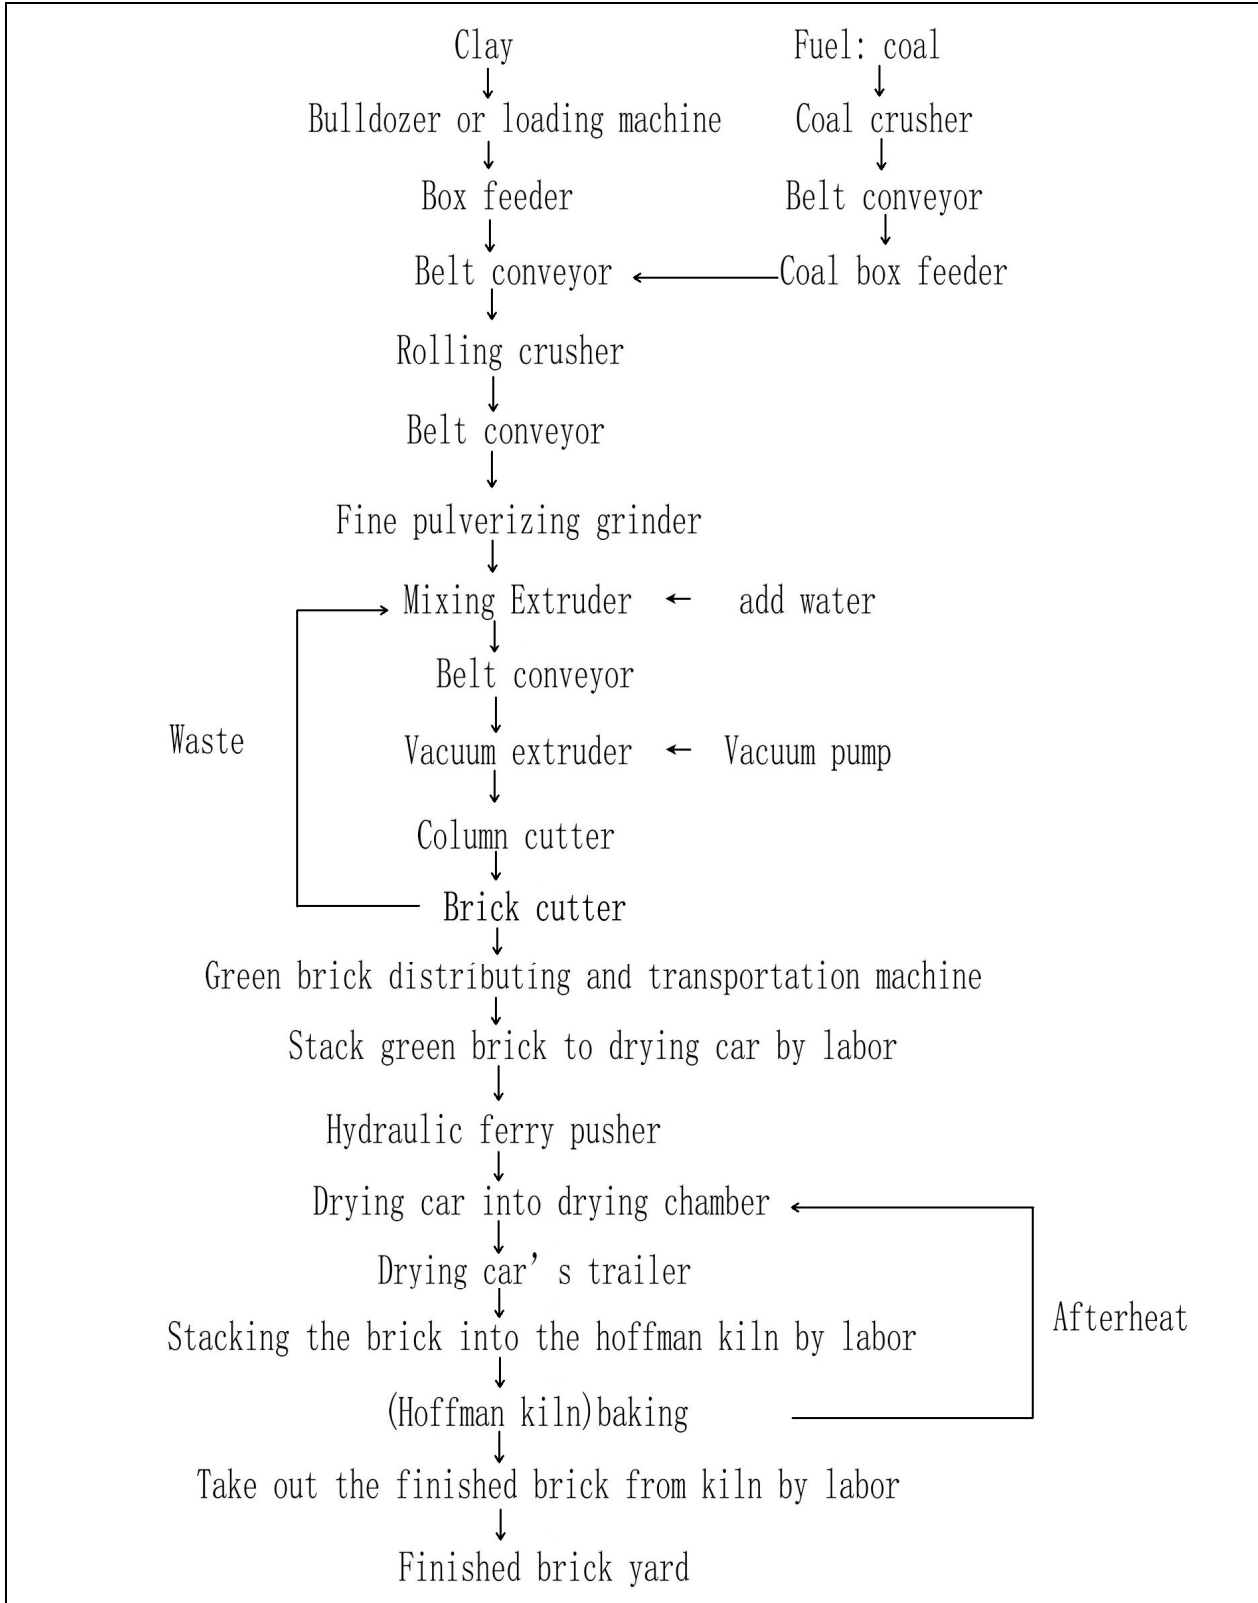 Clay
Fuel: coal
Bulldozer or loading machine
Coal crusher
Box feeder
Belt conveyor
Belt conveyor
Coal box feeder
Rolling crusher
Belt conveyor
Fine pulverizing grinder
Mixing Extruder
add water
Belt conveyor
Waste
Vacuum extruder
Vacuum pump
Column cutter
Brick cutter
Green brick distributing and transportation machine
Stack green brick to drying car by labor
Hydraulic ferry pusher
Drying car into drying chamber
Drying car’s trailer
Afterheat
Stacking the brick into the hoffman kiln by labor
(Hoffman kiln)baking
Take out the finished brick from kiln by labor
Finished brick yard